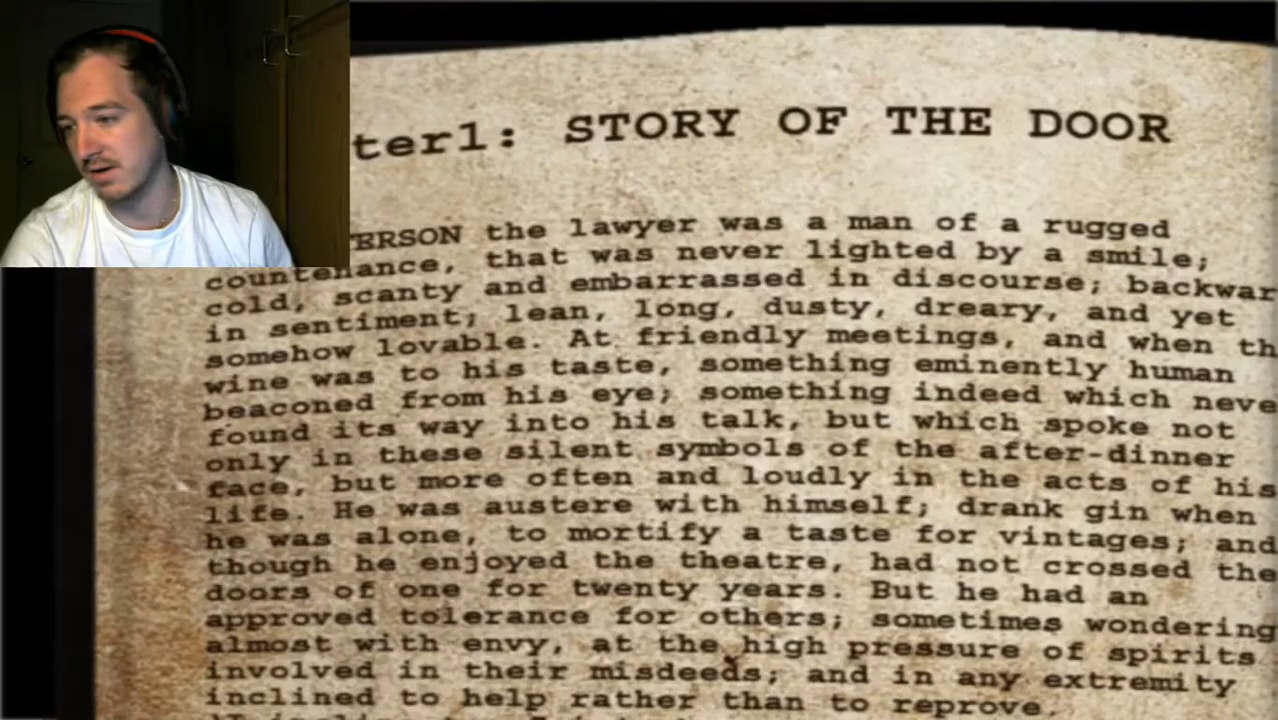 ter1: STORY OF THE DOOR
ERSON the lawyer was a man of a rugged
countenance, that was never lighted by a smile;
cold, scanty and embarrassed in discourse; backwar
in sentiment; lean, long, dusty, dreary, and yet
somehow lovable. At friendly meetings, and when th
wine was to his taste, something eminently human
beaconed from his eye; something indeed which neve
found its way into his talk, but which spoke not
only in these silent symbols of the after-dinner
face, but more often and loudly in the acts of his
life. He was austere with himself; drank gin when
he was alone, to mortify a taste for vintages; and
though he enjoyed the theatre, had not crossed the
doors of one for twenty years. But he had an
approved tolerance for others; sometimes wondering
almost with envy, at the high pressure of spirits
involved in their misdeeds; and in any extremity
inclined to help rather than to reprove.